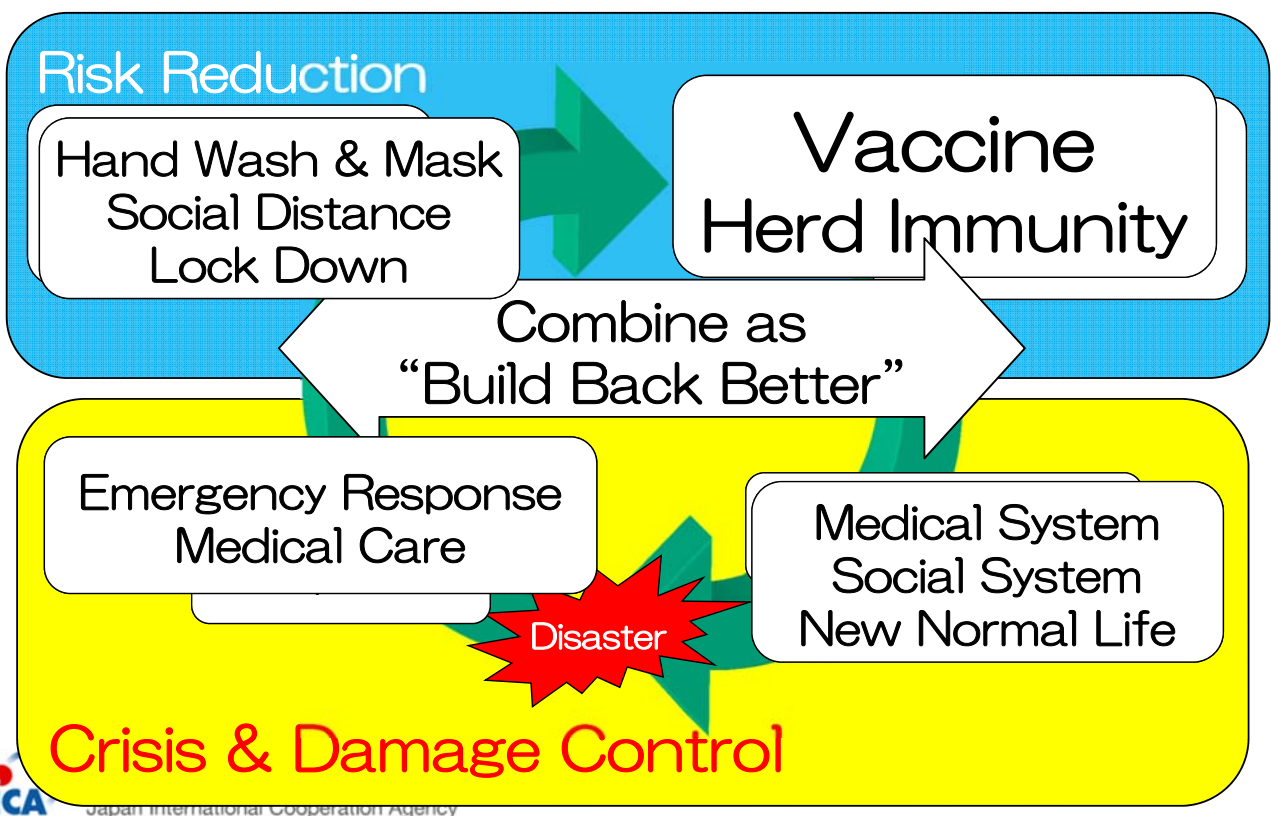 Risk Reduction
Hand Wash & Mask
Social Distance
Lock Down
Vaccine
Herd Immunity
Combine as
“Build Back Better”
Emergency Response
Medical Care
Medical System
Social System
New Normal Life
Disaster
Crisis & Damage Control
CA
Japan International Cooperation Agency